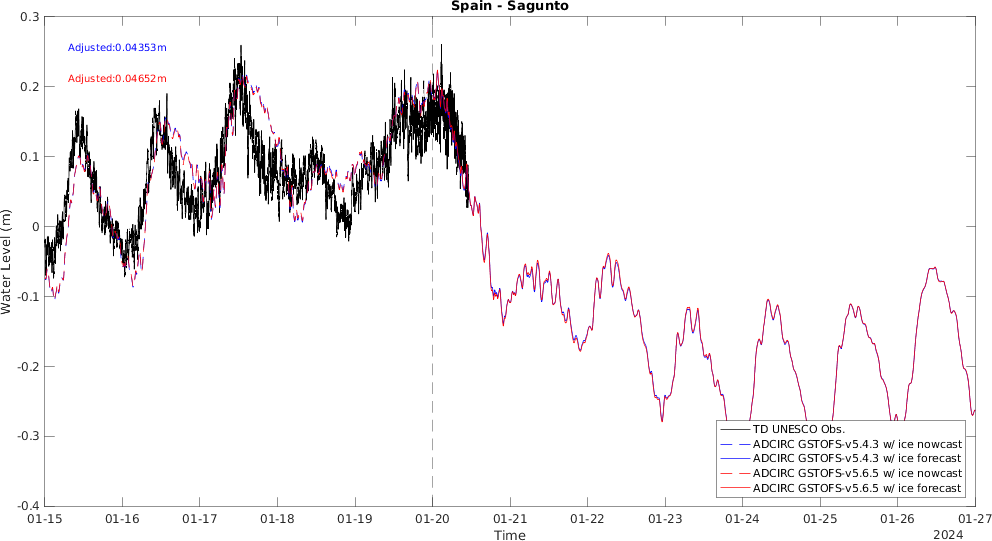 Spain - Sagunto
Adjusted:0.04353m
Adjusted:0.04652m
0.3
0.2
0.1
0
-0.1
-0.2
-0.3
-0.4
Water Level (m)
TD UNESCO Obs.
ADCIRC GSTOFS-v5.4.3 w/ ice nowcast
ADCIRC GSTOFS-v5.4.3 w/ ice forecast
ADCIRC GSTOFS-v5.6.5 w/ ice nowcast
ADCIRC GSTOFS-v5.6.5 w/ ice forecast
01-15 01-16 01-17 01-18 01-19 01-20 01-21 01-22 01-23 01-24 01-25 01-26 01-27
Time
2024